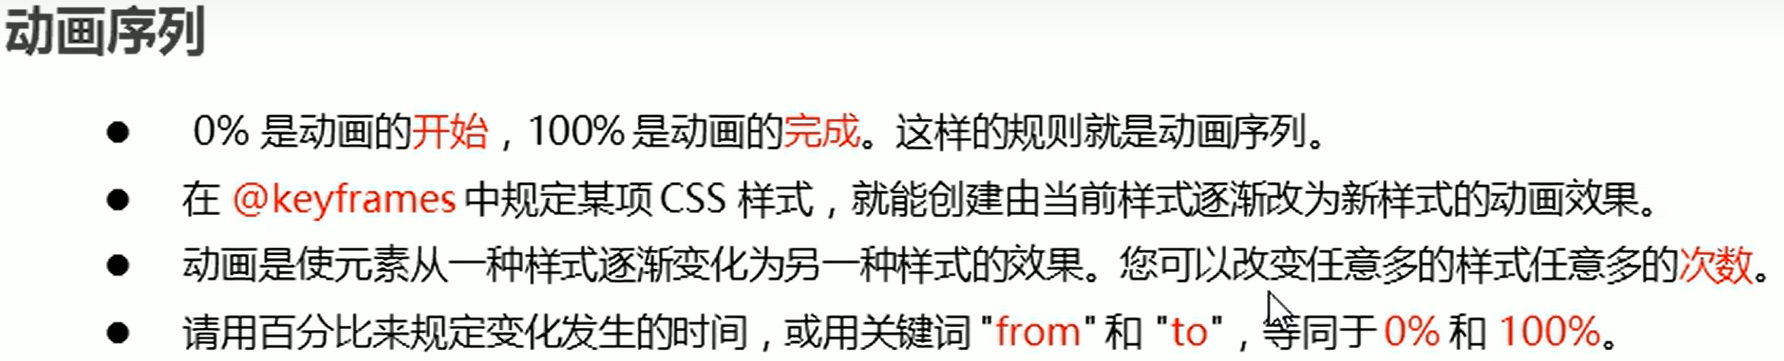 动画序列
● 0% 是动画的开始，100% 是动画的完成。这样的规则就是动画序列。
● 在 @keyframes 中规定某项 CSS 样式，就能创建由当前样式逐渐改为新样式的动画效果。
● 动画是使元素从一种样式逐渐变化为另一种样式的效果。您可以改变任意多的样式任意多的次数。
● 请用百分比来规定变化发生的时间，或用关键词 "from" 和 "to"，等同于 0% 和 100%。